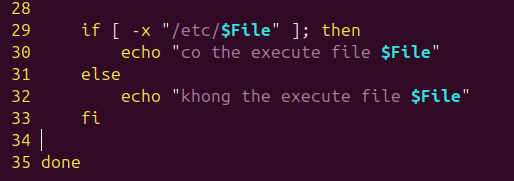 28
29     if [ -x "/etc/$File" ]; then
30         echo "co the execute file $File"
31     else
32         echo "khong the execute file $File"
33     fi
34
35 done